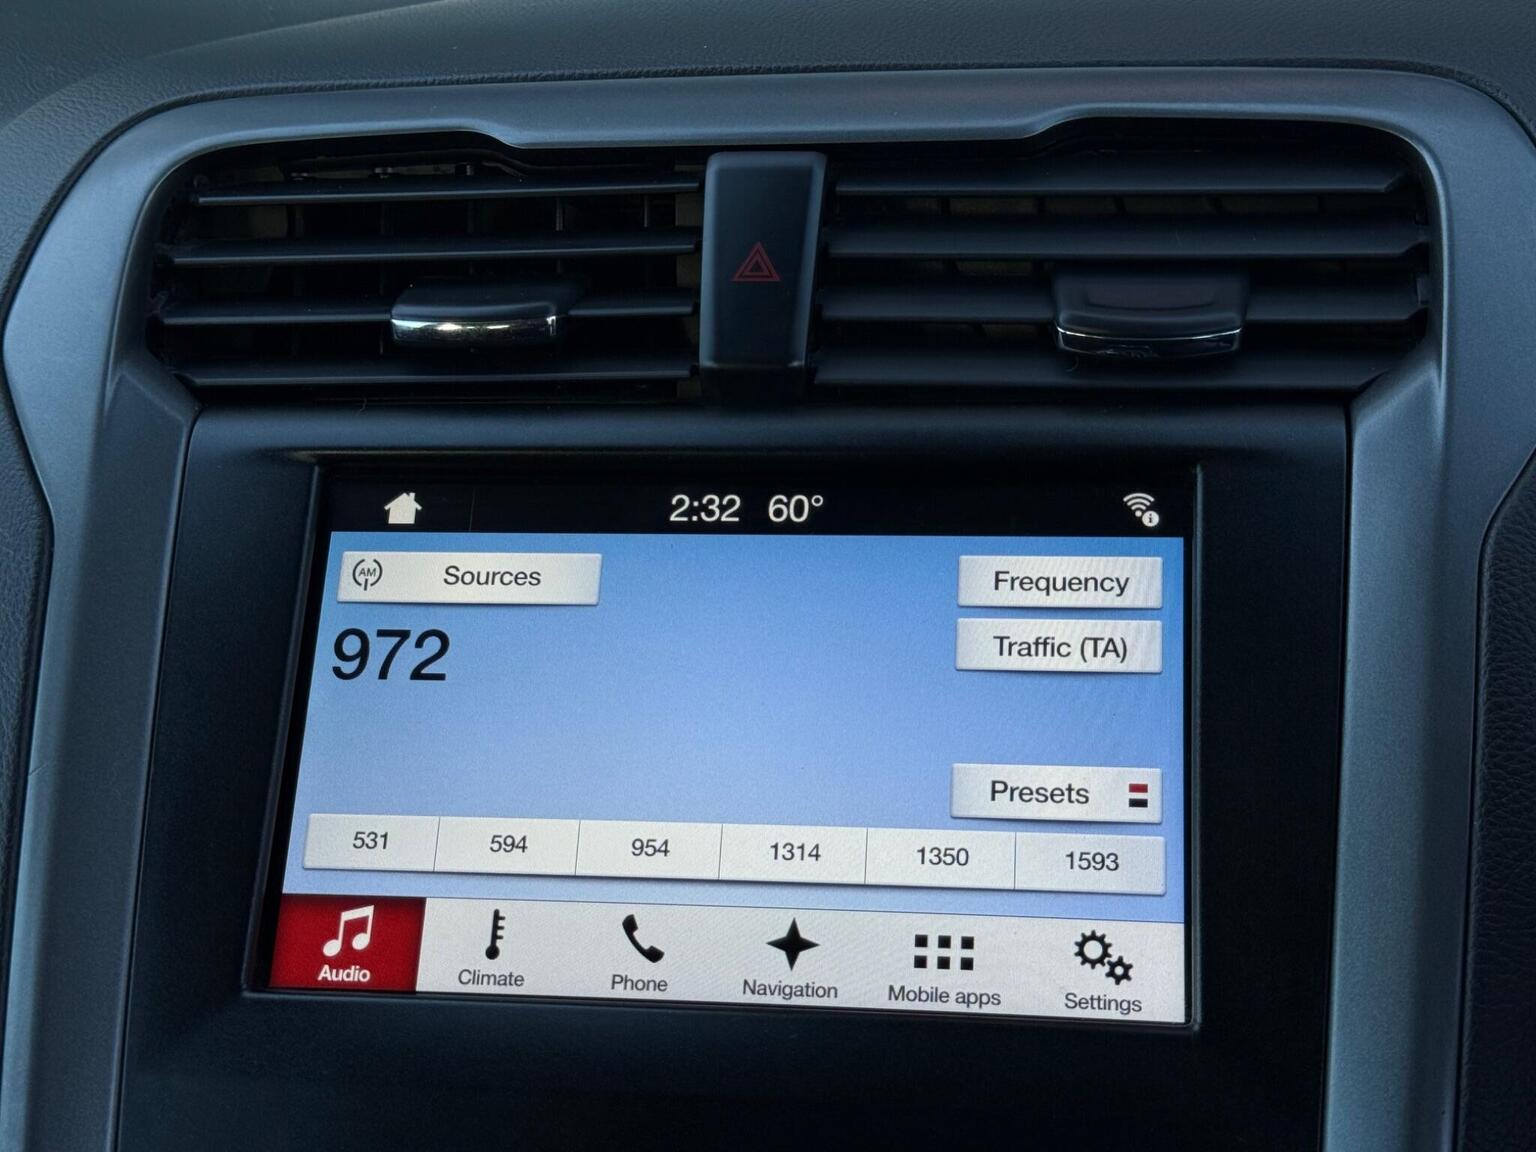 2:32 60°
AM Sources
Frequency
972
Traffic (TA)
Presets
531 594 954 1314 1350 1593
Audio Climate Phone Navigation Mobile apps Settings